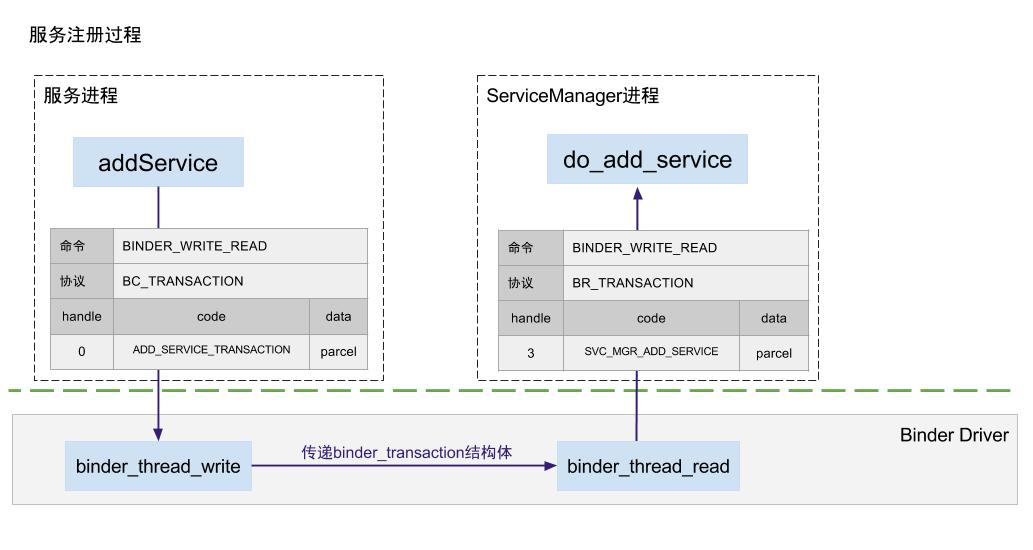 服务注册过程
服务进程
addService
命令 BINDER_WRITE_READ
协议 BC_TRANSACTION
handle code data
0 ADD_SERVICE_TRANSACTION parcel
ServiceManager进程
do_add_service
命令 BINDER_WRITE_READ
协议 BR_TRANSACTION
handle code data
3 SVC_MGR_ADD_SERVICE parcel
Binder Driver
binder_thread_write
传递binder_transaction结构体
binder_thread_read